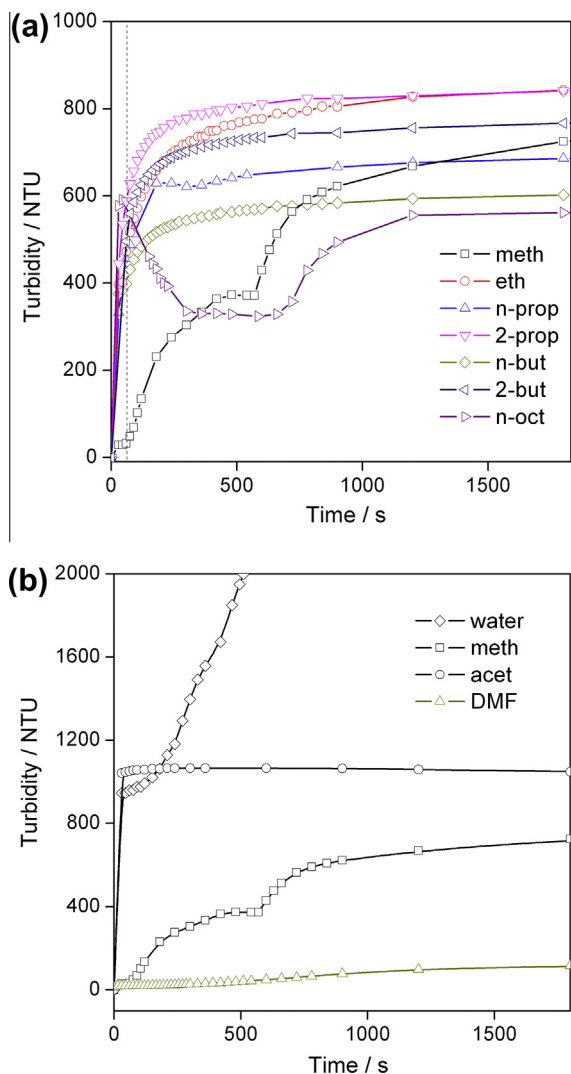 (a)
1000
800
600
400
200
0
Turbidity / NTU
meth
eth
n-prop
2-prop
n-but
2-but
n-oct
0
500
1000
1500
Time / s
(b)
2000
1600
1200
800
400
0
Turbidity / NTU
water
meth
acet
DMF
0
500
1000
1500
Time / s